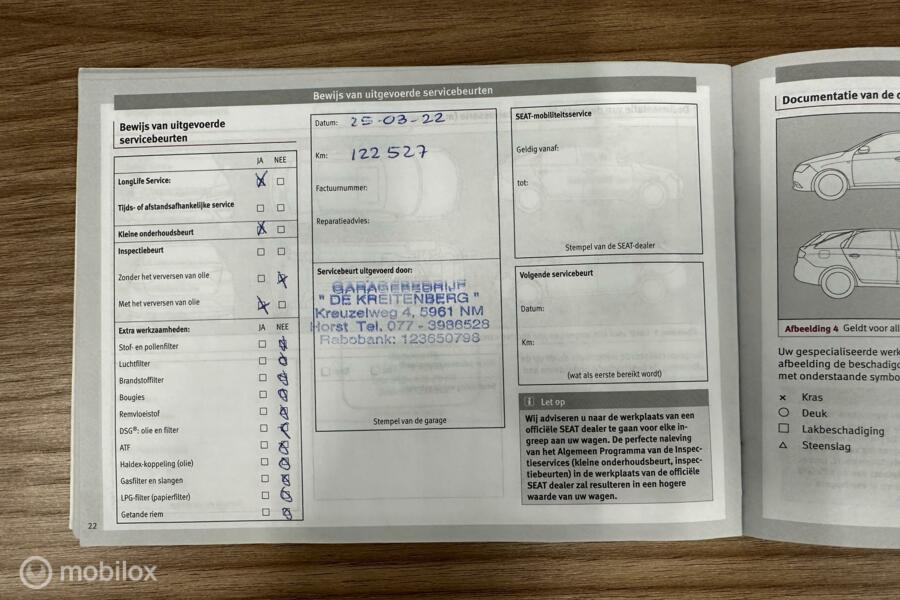 Bewijs van uitgevoerde servicebeurten
Bewijs van uitgevoerde
servicebeurten
JA NEE
LongLife Service:
Tijds- of afstandsafhankelijke service
Kleine onderhoudsbeurt
Inspectiebeurt
Zonder het verversen van olie
Met het verversen van olie
Extra werkzaamheden: JA NEE
Stof- en pollenfilter
Luchtfilter
Brandstoffilter
Bougies
Remvloeistof
DSG®: olie en filter
ATF
Haldex-koppeling (olie)
Gasfilter en slangen
LPG-filter (papierfilter)
Getande riem
22
Datum: 25-03-22
Km: 122 527
Factuurnummer:
Reparatieadvies:
Servicebeurt uitgevoerd door:
GARAGEBEDRIJF
" DE KREITENBERG "
Kreuzelweg 4, 5961 NM
Horst Tel. 077 - 3986528
Rabobank: 123650798
Stempel van de garage
SEAT-mobiliteitsservice
Geldig vanaf:
tot:
Stempel van de SEAT-dealer
Volgende servicebeurt
Datum:
Km:
(wat als eerste bereikt wordt)
i Let op
Wij adviseren u naar de werkplaats van een
officiële SEAT dealer te gaan voor elke in-
greep aan uw wagen. De perfecte naleving
van het Algemeen Programma van de Inspec-
tieservices (kleine onderhoudsbeurt, inspec-
tiebeurten) in de werkplaats van de officiële
SEAT dealer zal resulteren in een hogere
waarde van uw wagen.
Documentatie van de
Afbeelding 4 Geldt voor all
Uw gespecialiseerde werk
afbeelding de beschadig
met onderstaande symbo
× Kras
○ Deuk
□ Lakbeschadiging
△ Steenslag
mobilox